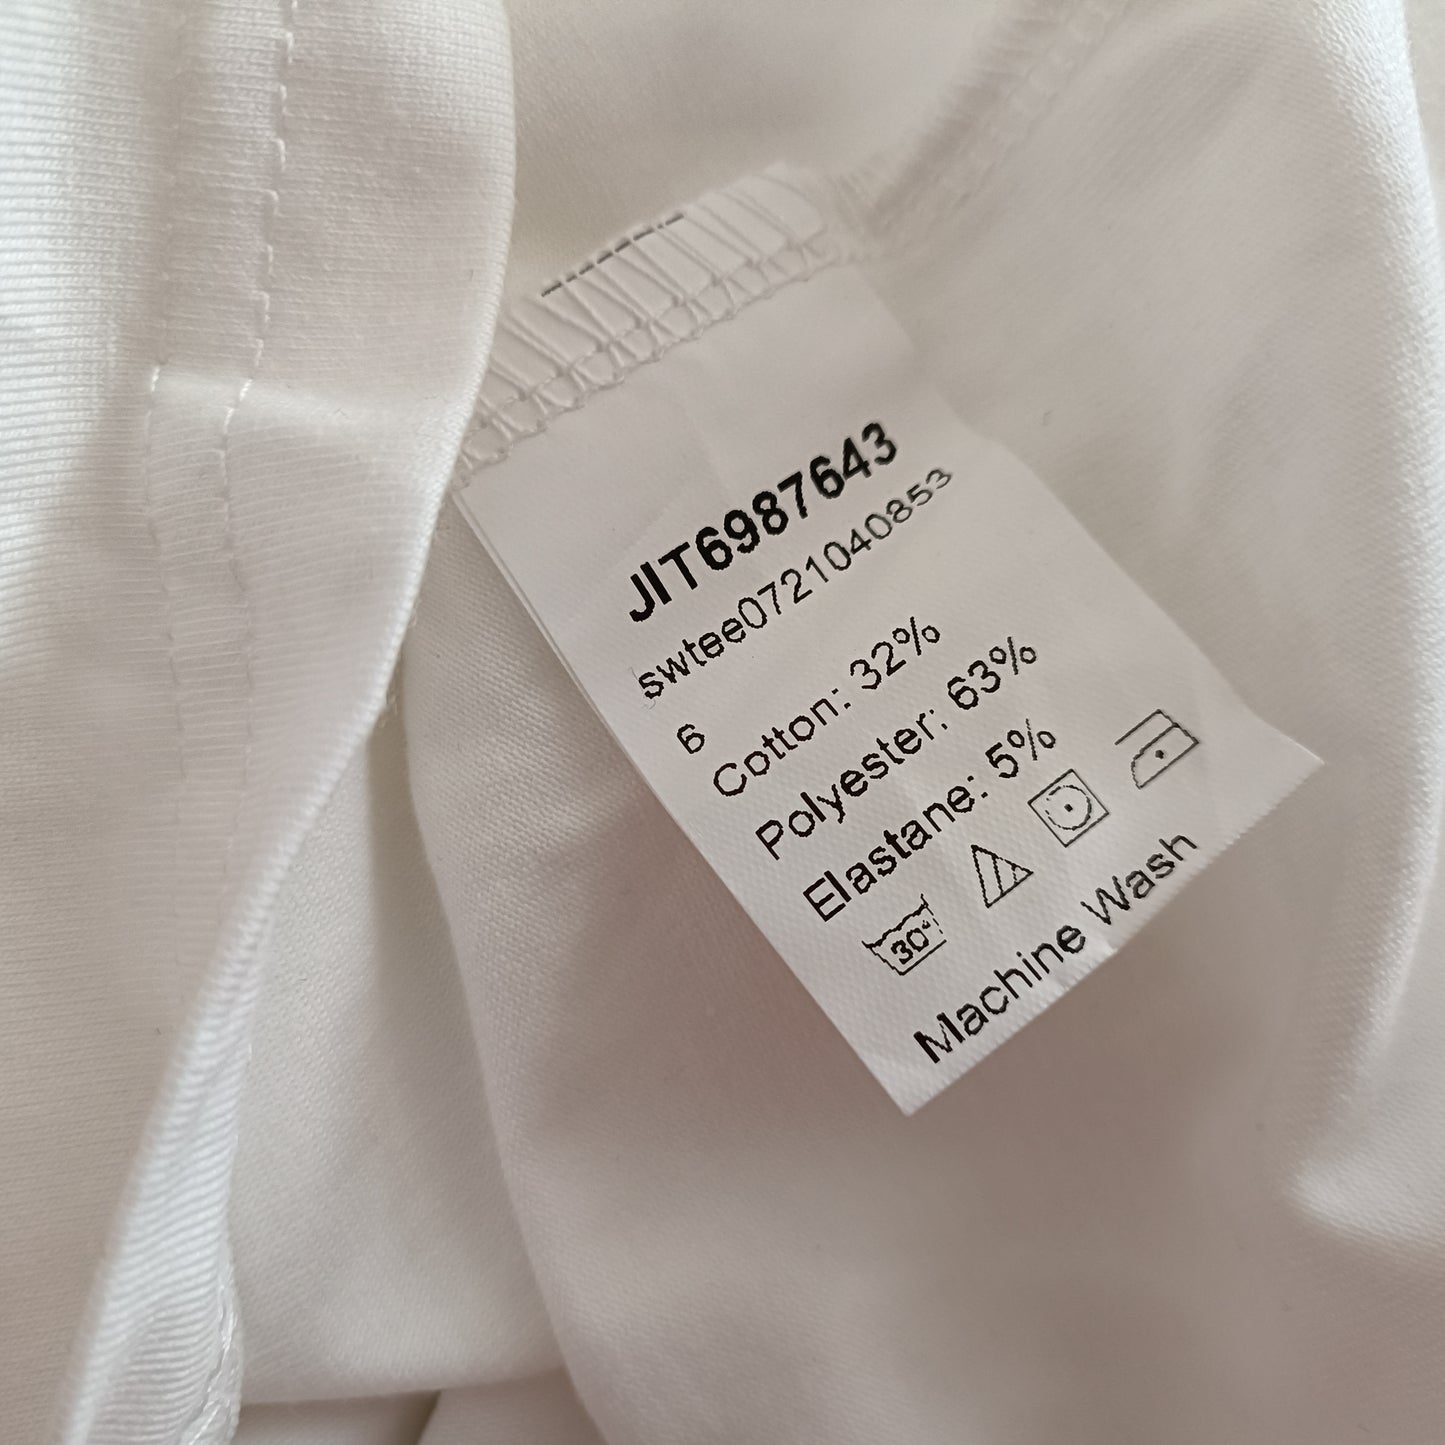 JIT6987643
swtee0721040853
6
Cotton: 32%
Polyester: 63%
Elastane: 5%
30°
Machine Wash